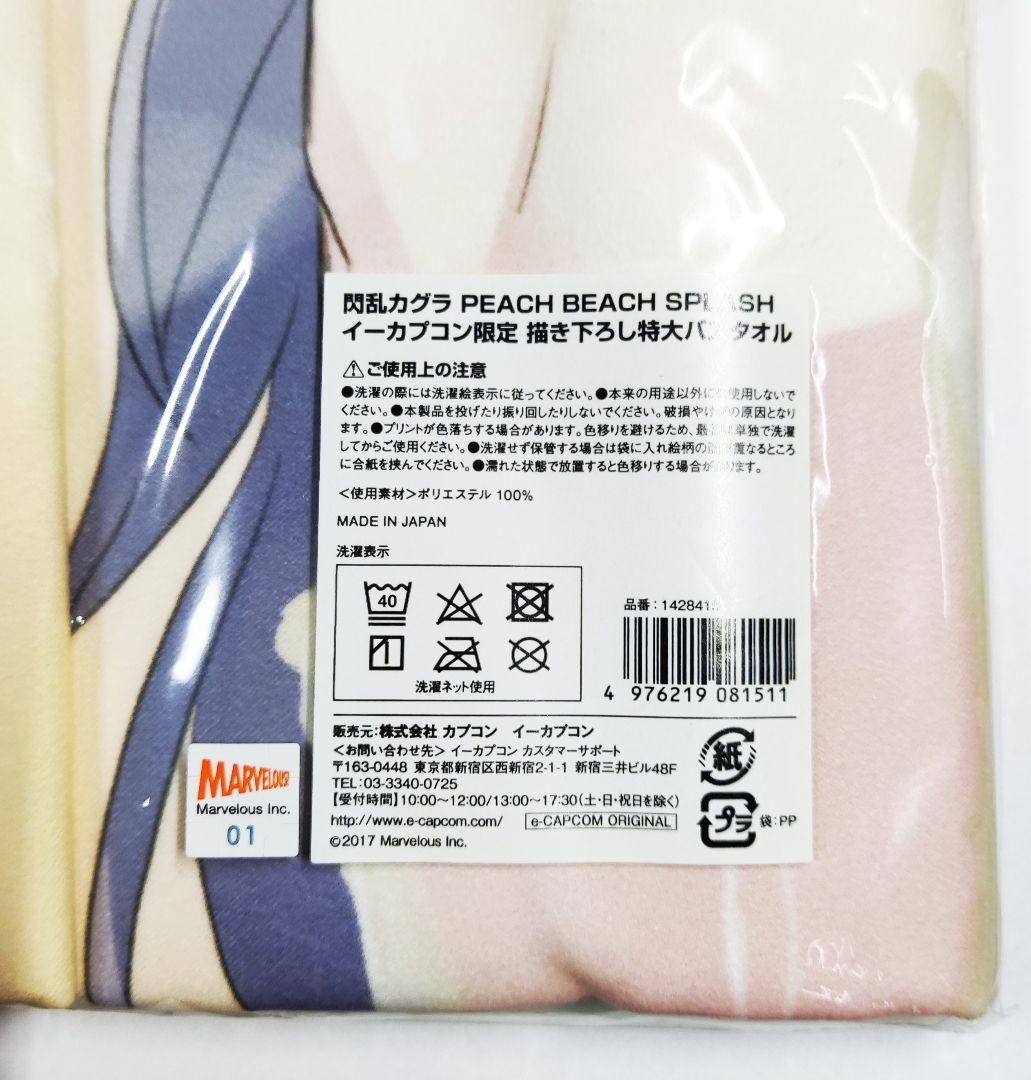 閃乱カグラ PEACH BEACH SPLASH
イーカプコン限定 描き下ろし特大バスタオル
⚠ご使用上の注意
●洗濯の際には洗濯絵表示に従ってください。●本来の用途以外に使用しないで
ください。●本製品を投げたり振り回したりしないでください。破損やけがの原因となり
ます。●プリントが色落ちする場合があります。色移りを避けるため、最初は単独で洗濯
してからご使用ください。●洗濯せず保管する場合は袋に入れ絵柄の重なるところ
に合紙を挟んでください。●濡れた状態で放置すると色移りする場合があります。
<使用素材>ポリエステル 100%
MADE IN JAPAN
洗濯表示
40
洗濯ネット使用
品番:142841
4 976219 081511
販売元:株式会社 カプコン イーカプコン
<お問い合わせ先> イーカプコン カスタマーサポート
〒163-0448 東京都新宿区西新宿2-1-1 新宿三井ビル48F
TEL:03-3340-0725
【受付時間】10:00～12:00/13:00～17:30(土・日・祝日を除く)
http://www.e-capcom.com/ e-CAPCOM ORIGINAL
©2017 Marvelous Inc.
紙
プラ 袋:PP
MARVELOUS!
Marvelous Inc.
01